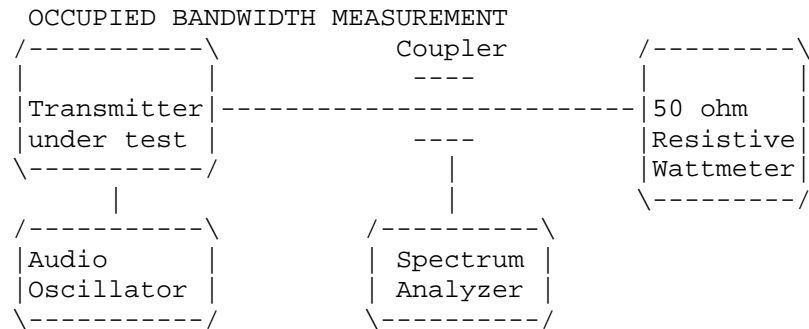 OCCUPIED BANDWIDTH MEASUREMENT
Coupler
Transmitter
under test
50 ohm
Resistive
Wattmeter
Audio
Oscillator
Spectrum
Analyzer